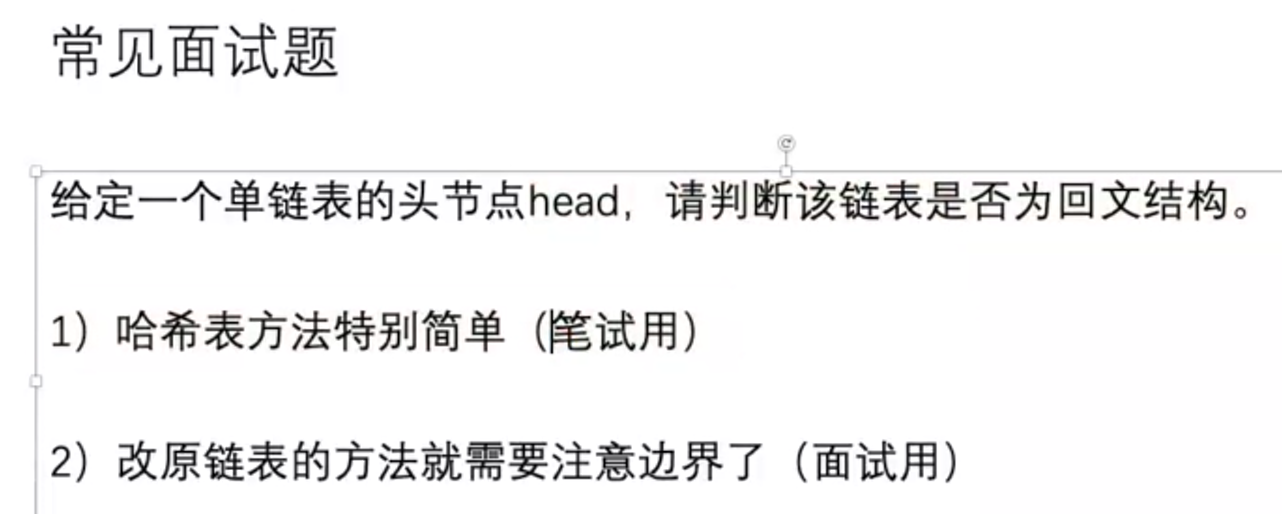 常见面试题
给定一个单链表的头节点head，请判断该链表是否为回文结构。
1）哈希表方法特别简单（笔试用）
2）改原链表的方法就需要注意边界了（面试用）